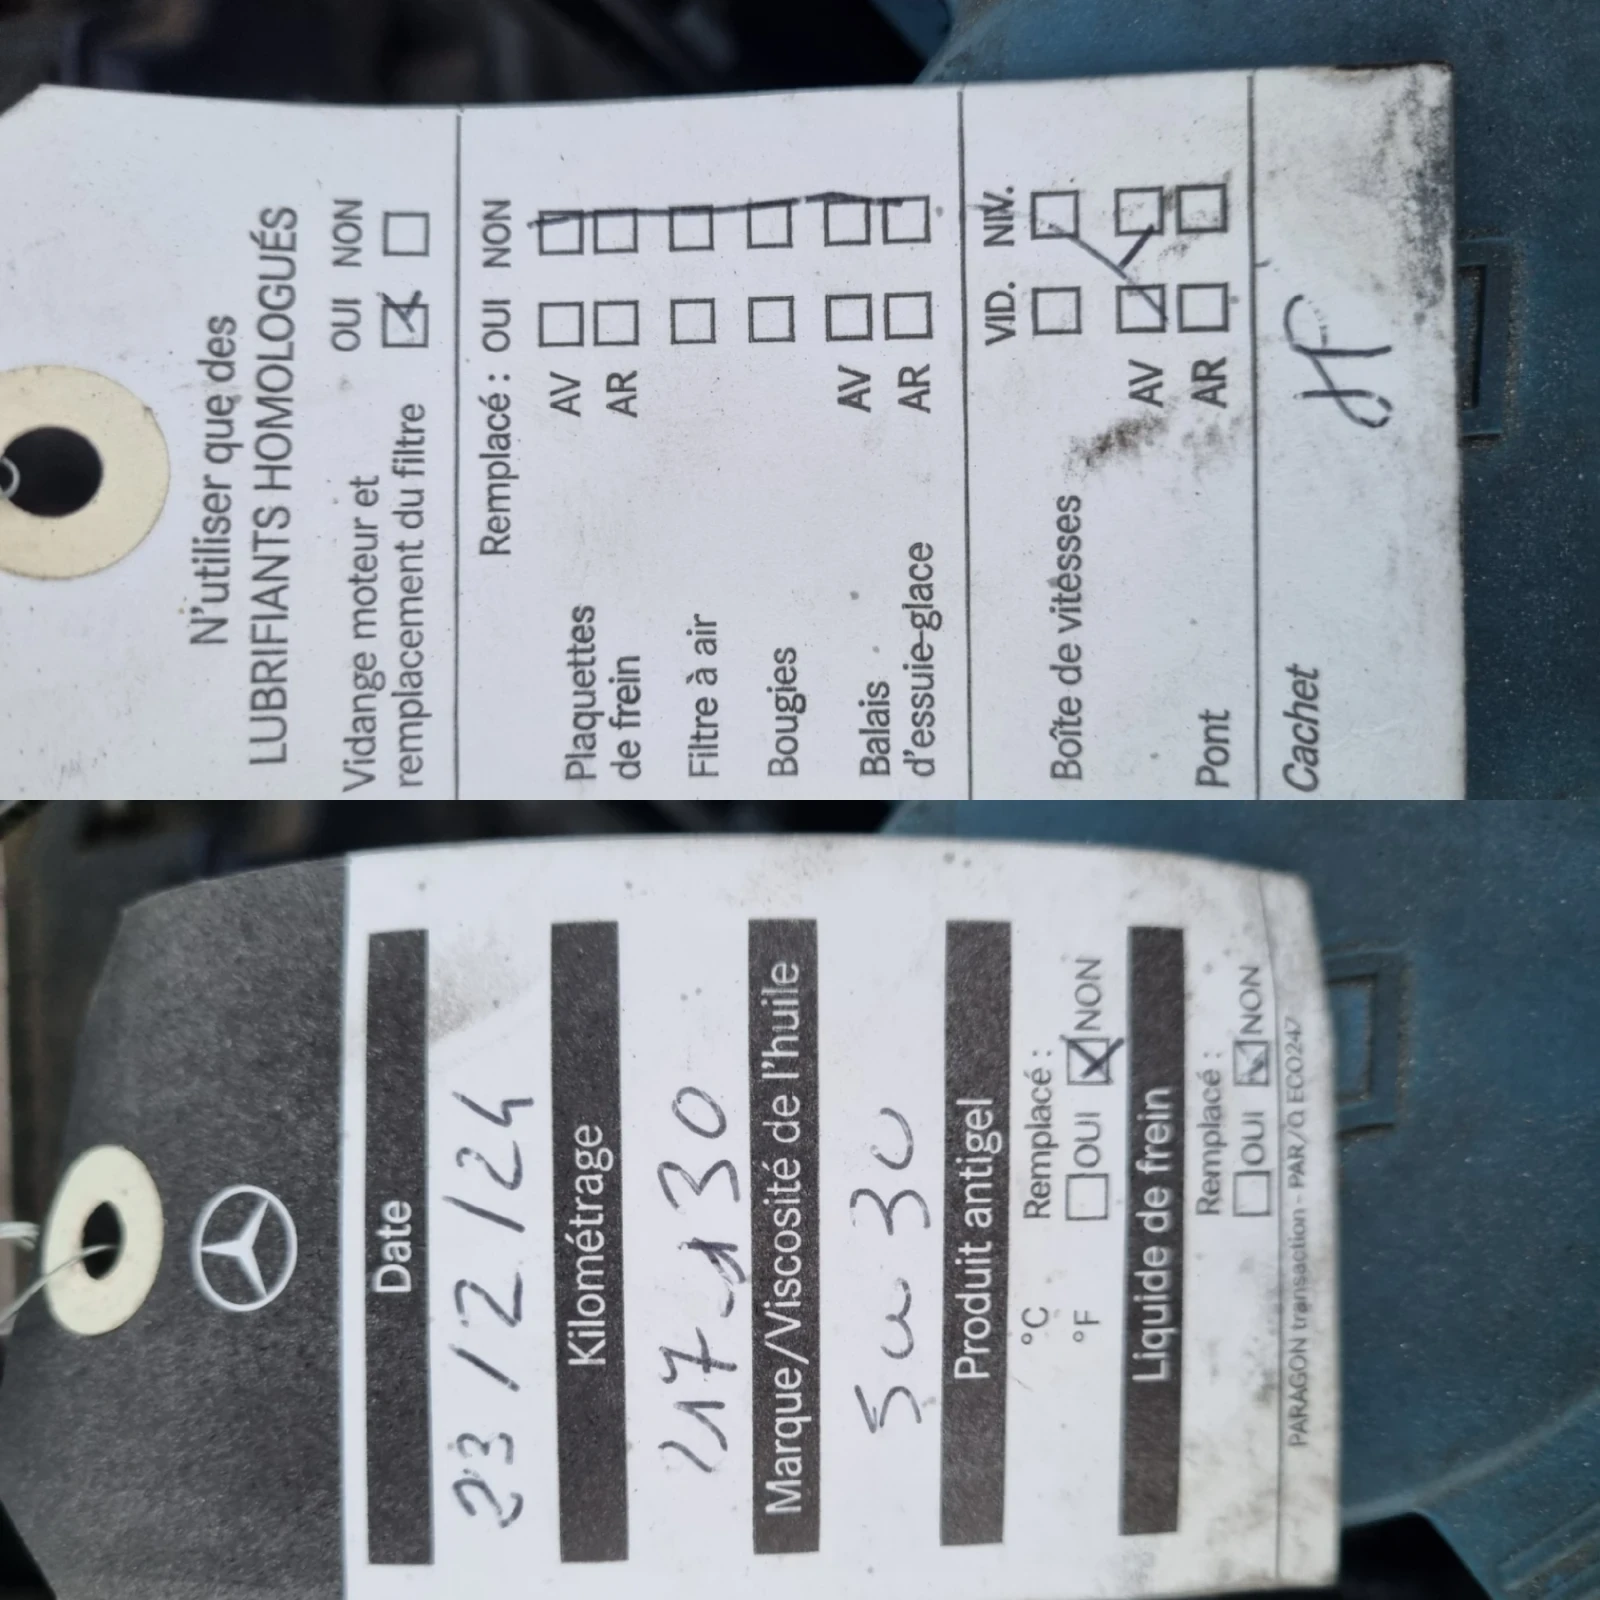 N'utiliser que des
LUBRIFIANTS HOMOLOGUÉS
OUI NON
Vidange moteur et
remplacement du filtre
Remplacé : OUI NON
Plaquettes AV
de frein AR
Filtre à air
Bougies
Balais AV
d'essuie-glace AR
VID. NIV.
Boîte de vitesses
AV
Pont AR
Cachet
Date
23/12/24
Kilométrage
217130
Marque/Viscosité de l'huile
5w30
Produit antigel
°C Remplacé :
°F OUI NON
Liquide de frein
Remplacé :
OUI NON
PARAGON transaction - PAR/Q ECO247